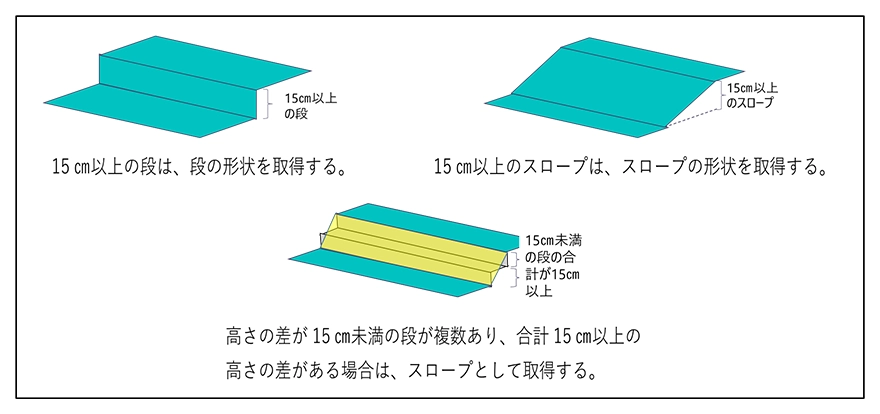 15㎝以上
の段
15㎝以上
のスロープ
15 ㎝以上の段は、段の形状を取得する。
15 ㎝以上のスロープは、スロープの形状を取得する。
15㎝未満
の段の合
計が15㎝
以上
高さの差が 15 ㎝未満の段が複数あり、合計 15 ㎝以上の
高さの差がある場合は、スロープとして取得する。